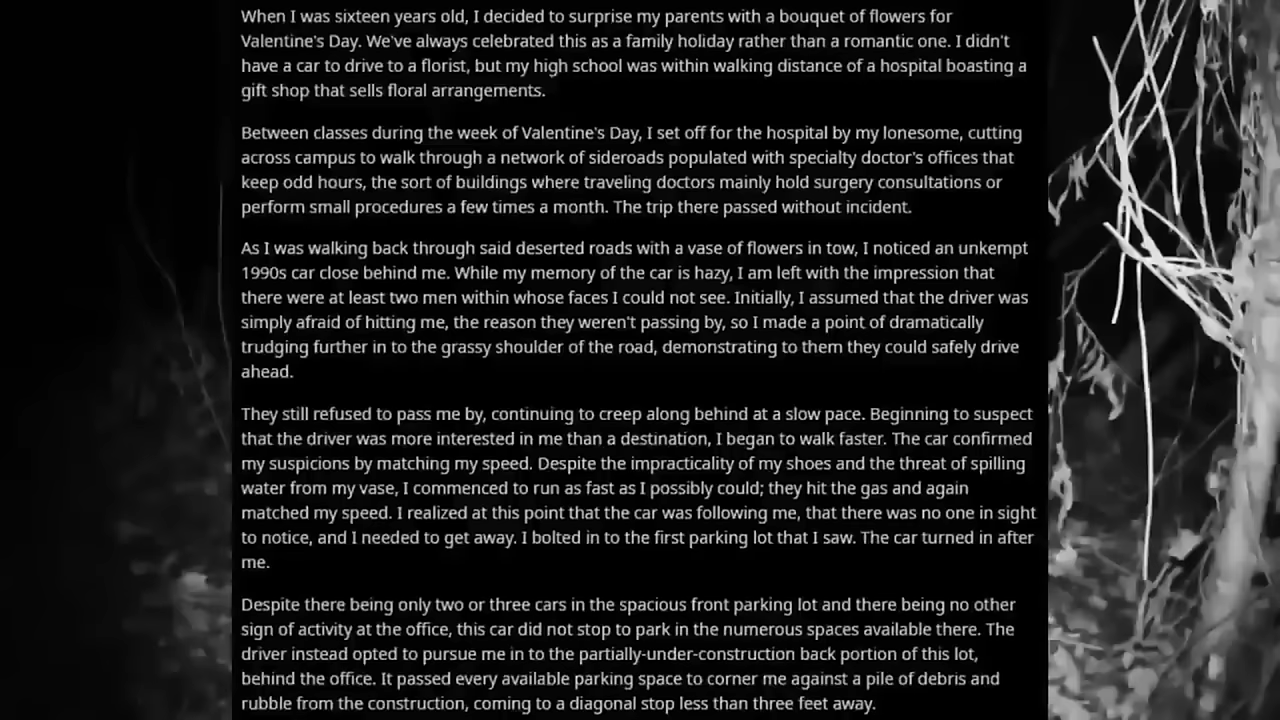 When I was sixteen years old, I decided to surprise my parents with a bouquet of flowers for
Valentine's Day. We've always celebrated this as a family holiday rather than a romantic one. I didn't
have a car to drive to a florist, but my high school was within walking distance of a hospital boasting a
gift shop that sells floral arrangements.
Between classes during the week of Valentine's Day, I set off for the hospital by my lonesome, cutting
across campus to walk through a network of sideroads populated with specialty doctor's offices that
keep odd hours, the sort of buildings where traveling doctors mainly hold surgery consultations or
perform small procedures a few times a month. The trip there passed without incident.
As I was walking back through said deserted roads with a vase of flowers in tow, I noticed an unkempt
1990s car close behind me. While my memory of the car is hazy, I am left with the impression that
there were at least two men within whose faces I could not see. Initially, I assumed that the driver was
simply afraid of hitting me, the reason they weren't passing by, so I made a point of dramatically
trudging further in to the grassy shoulder of the road, demonstrating to them they could safely drive
ahead.
They still refused to pass me by, continuing to creep along behind at a slow pace. Beginning to suspect
that the driver was more interested in me than a destination, I began to walk faster. The car confirmed
my suspicions by matching my speed. Despite the impracticality of my shoes and the threat of spilling
water from my vase, I commenced to run as fast as I possibly could; they hit the gas and again
matched my speed. I realized at this point that the car was following me, that there was no one in sight
to notice, and I needed to get away. I bolted in to the first parking lot that I saw. The car turned in after
me.
Despite there being only two or three cars in the spacious front parking lot and there being no other
sign of activity at the office, this car did not stop to park in the numerous spaces available there. The
driver instead opted to pursue me in to the partially-under-construction back portion of this lot,
behind the office. It passed every available parking space to corner me against a pile of debris and
rubble from the construction, coming to a diagonal stop less than three feet away.